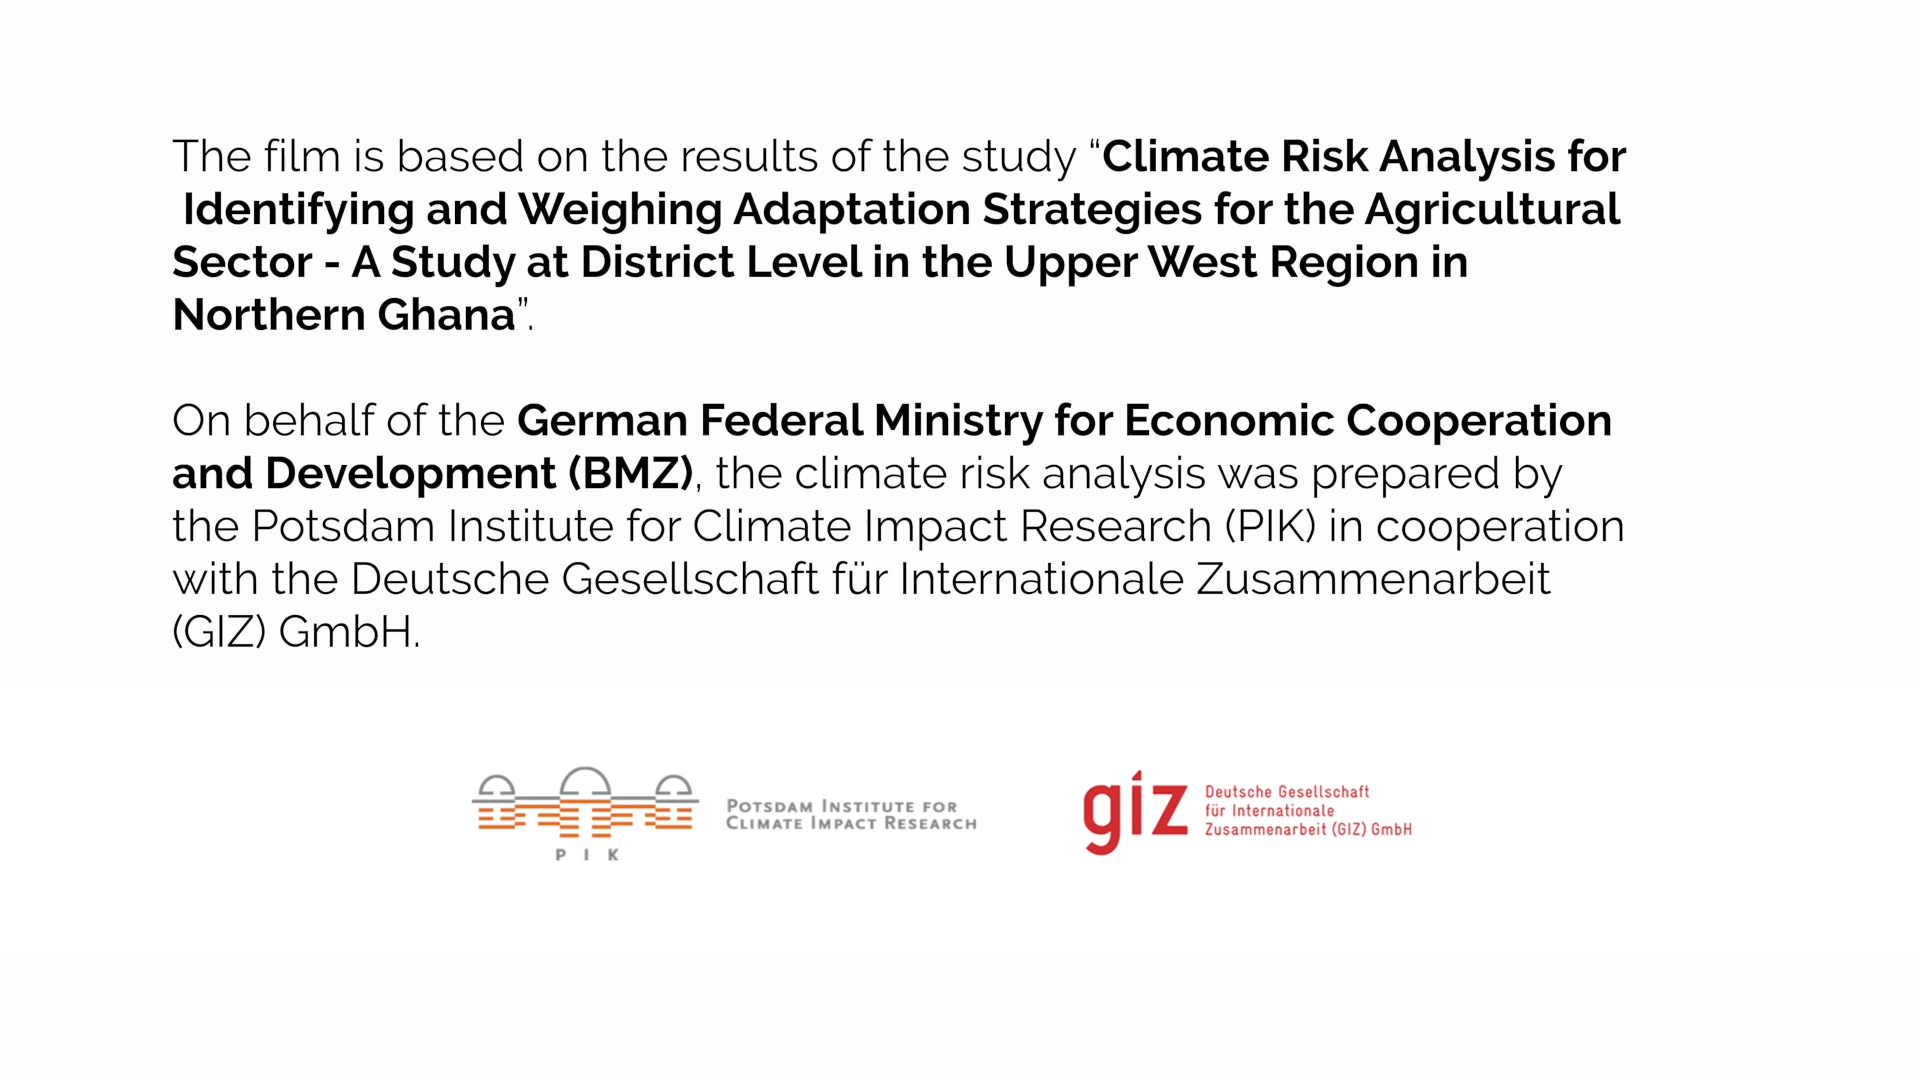 The film is based on the results of the study “Climate Risk Analysis for
Identifying and Weighing Adaptation Strategies for the Agricultural
Sector - A Study at District Level in the Upper West Region in
Northern Ghana”.
On behalf of the German Federal Ministry for Economic Cooperation
and Development (BMZ), the climate risk analysis was prepared by
the Potsdam Institute for Climate Impact Research (PIK) in cooperation
with the Deutsche Gesellschaft für Internationale Zusammenarbeit
(GIZ) GmbH.
PIK
POTSDAM INSTITUTE FOR
CLIMATE IMPACT RESEARCH
giz
Deutsche Gesellschaft
für Internationale
Zusammenarbeit (GIZ) GmbH